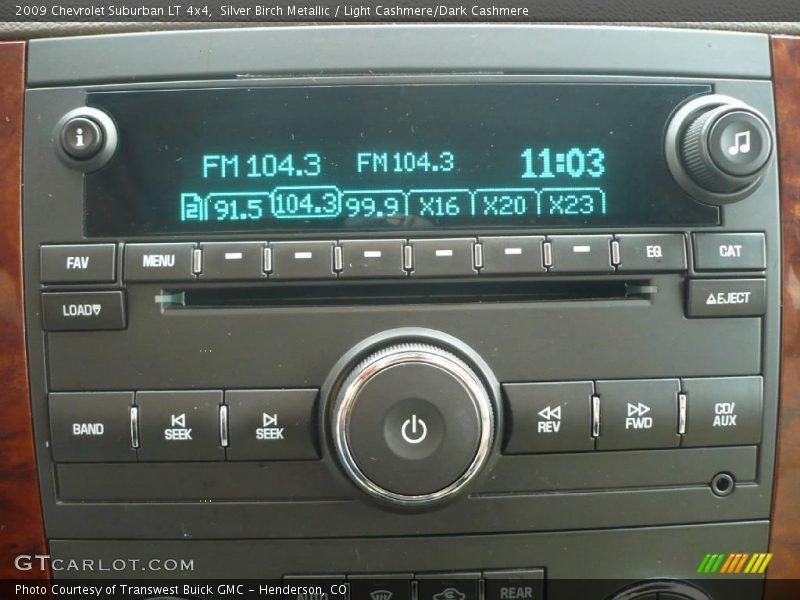 2009 Chevrolet Suburban LT 4x4,  Silver Birch Metallic / Light Cashmere/Dark Cashmere
FM 104.3 FM 104.3 11:03
2 91.5 104.3 99.9 X16 X20 X23
FAV MENU EQ CAT
LOAD EJECT
BAND SEEK SEEK REV FWD CD/AUX
GTCARLOT.COM
Photo Courtesy of Transwest Buick GMC - Henderson, CO
AUTO REAR